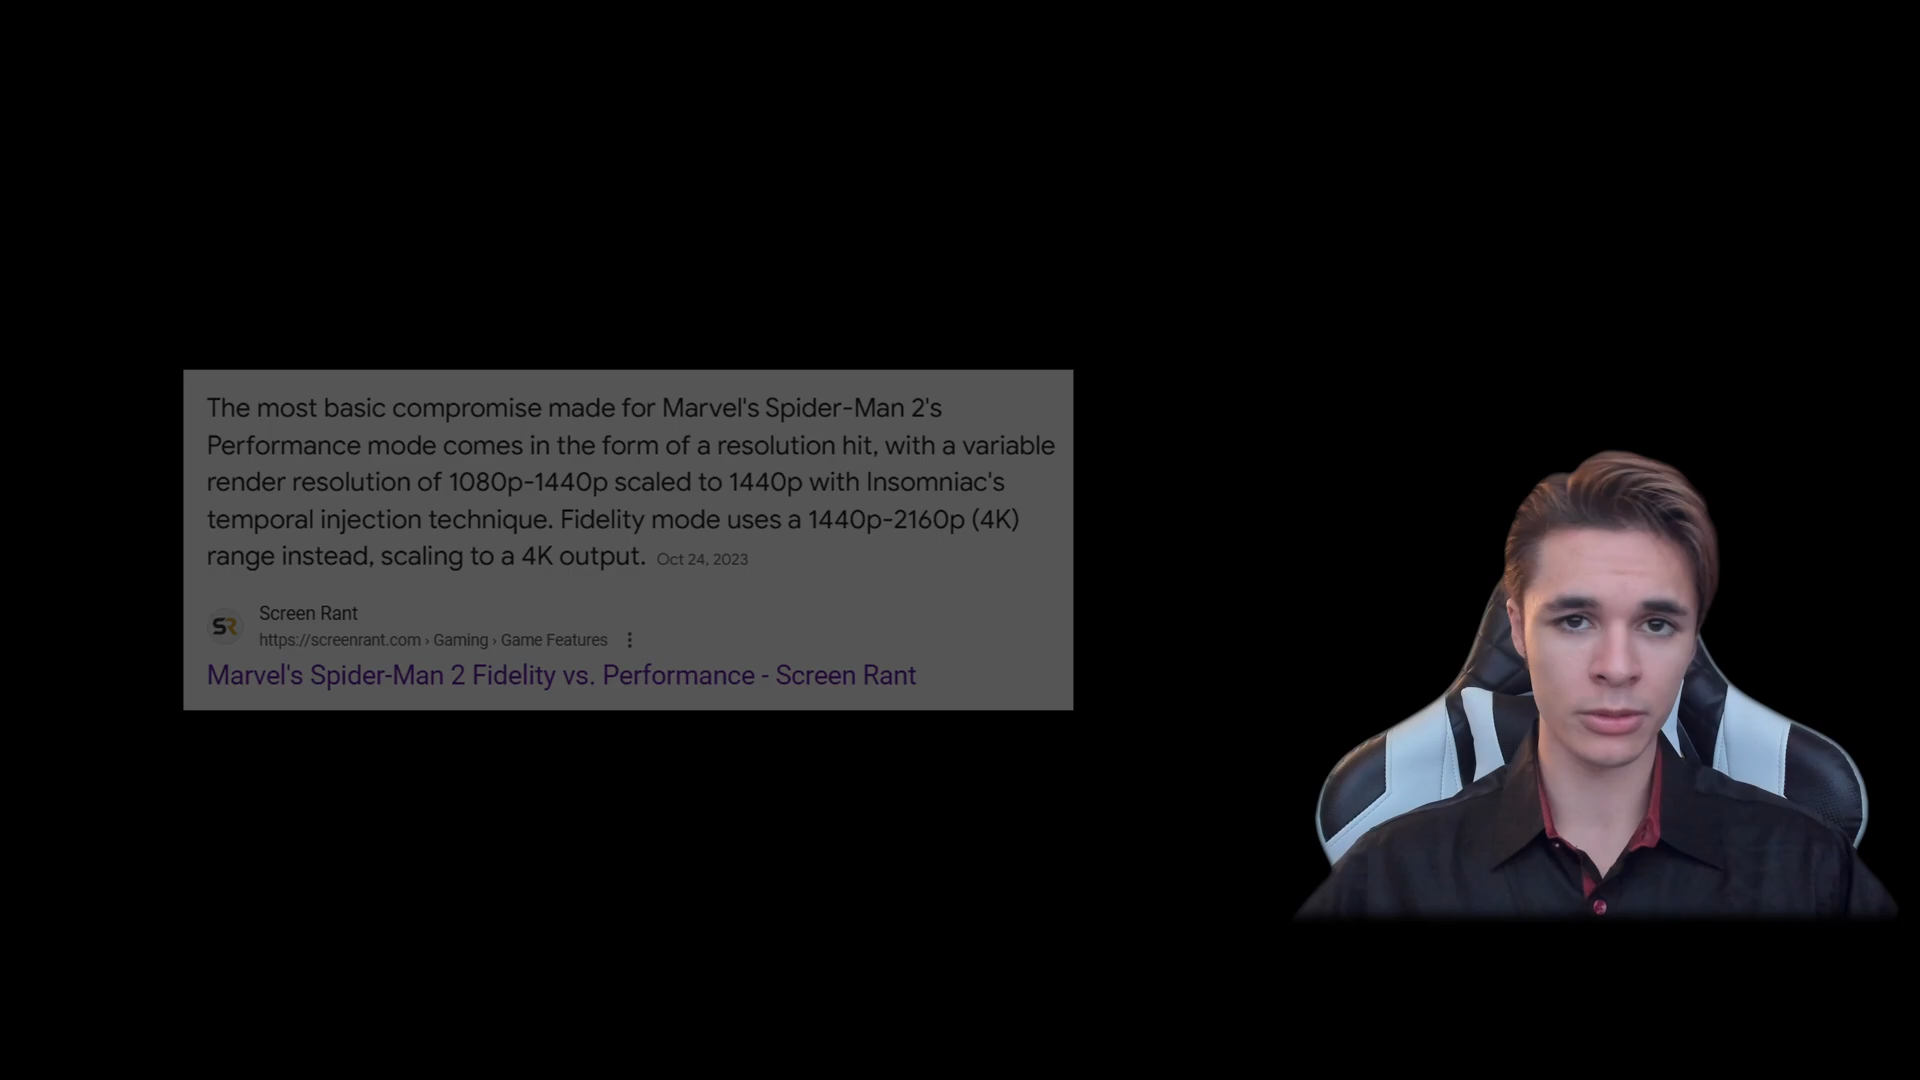 The most basic compromise made for Marvel's Spider-Man 2's
Performance mode comes in the form of a resolution hit, with a variable
render resolution of 1080p-1440p scaled to 1440p with Insomniac's
temporal injection technique. Fidelity mode uses a 1440p-2160p (4K)
range instead, scaling to a 4K output. Oct 24, 2023
SR
Screen Rant
https://screenrant.com › Gaming › Game Features
Marvel's Spider-Man 2 Fidelity vs. Performance - Screen Rant